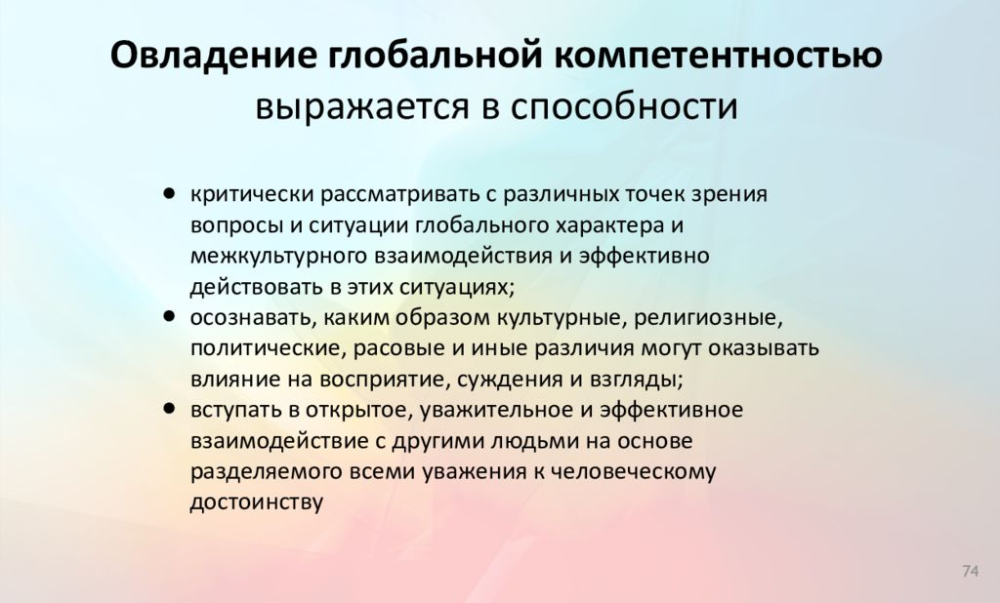 Овладение глобальной компетентностью
выражается в способности
● критически рассматривать с различных точек зрения
вопросы и ситуации глобального характера и
межкультурного взаимодействия и эффективно
действовать в этих ситуациях;
● осознавать, каким образом культурные, религиозные,
политические, расовые и иные различия могут оказывать
влияние на восприятие, суждения и взгляды;
● вступать в открытое, уважительное и эффективное
взаимодействие с другими людьми на основе
разделяемого всеми уважения к человеческому
достоинству
74